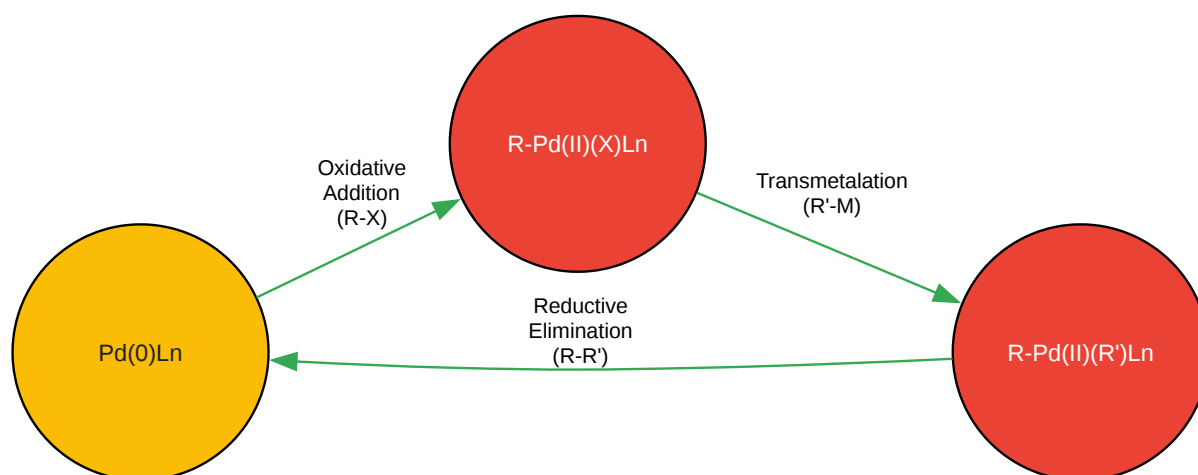 R-Pd(II)(X)Ln
Oxidative
Addition
(R-X)
Transmetalation
(R'-M)
Reductive
Elimination
(R-R')
Pd(0)Ln
R-Pd(II)(R')Ln